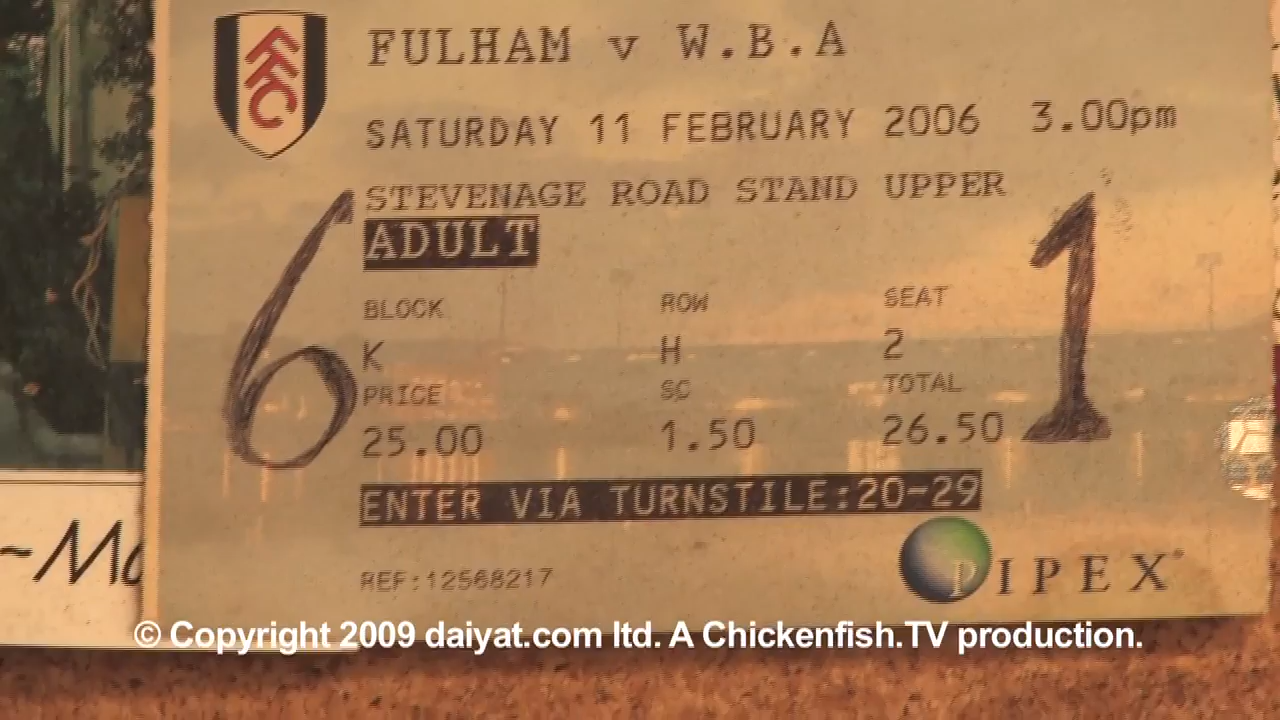 FFC
FULHAM v W.B.A
SATURDAY 11 FEBRUARY 2006 3.00pm
STEVENAGE ROAD STAND UPPER
ADULT
6 1
BLOCK ROW SEAT
K H 2
PRICE SC TOTAL
25.00 1.50 26.50
ENTER VIA TURNSTILE:20-29
REF:12568217
PIPEX
© Copyright 2009 daiyat.com ltd. A Chickenfish.TV production.